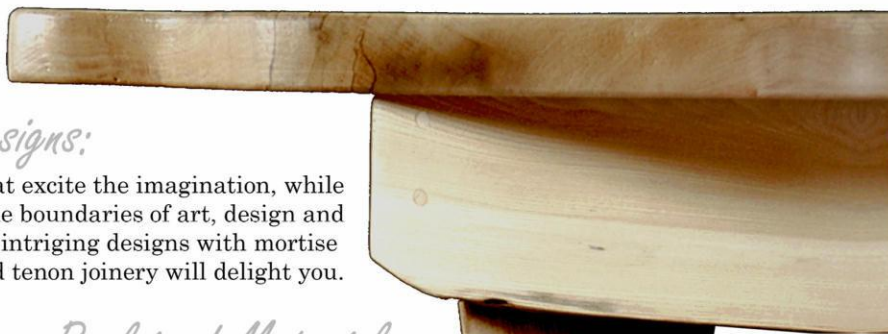 signs:
at excite the imagination, while
e boundaries of art, design and
intriging designs with mortise
d tenon joinery will delight you.